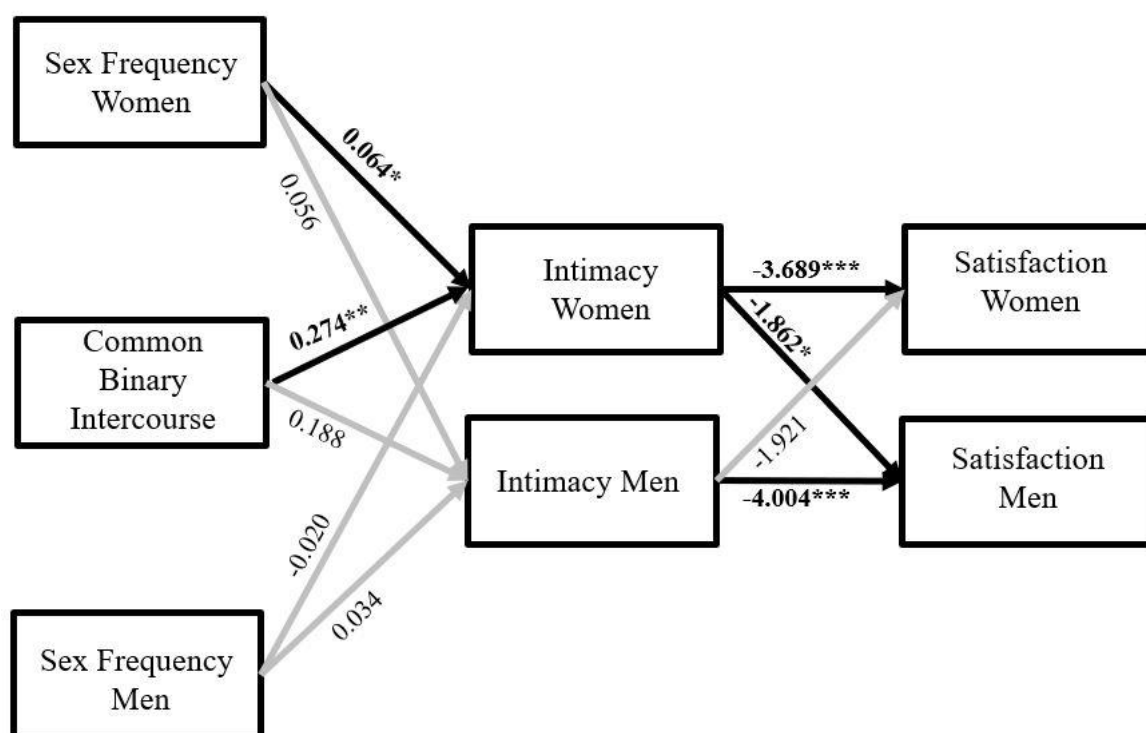 Sex Frequency
Women
0.064*
0.056
Intimacy
Women
-3.689***
Satisfaction
Women
Common
Binary
Intercourse
0.274**
0.188
-1.862*
-1.921
Intimacy Men
-4.004***
Satisfaction
Men
-0.020
0.034
Sex Frequency
Men